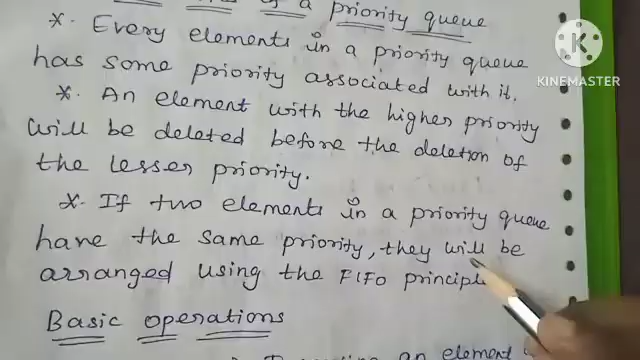 of a priority queue
*. Every elements in a priority queue
KINEMASTER
has some priority associated with it.
*. An element with the higher priority
will be deleted before the deletion of
the lesser priority.
*. If two elements in a priority queue
have the same priority, they will be
arranged using the FIFO principle
Basic operations
an element